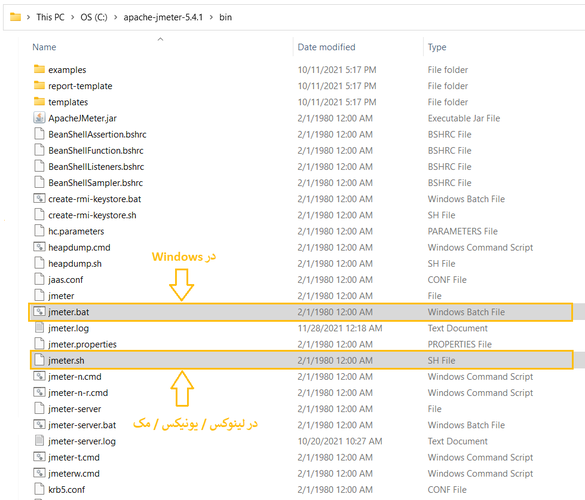 This PC > OS (C:) > apache-jmeter-5.4.1 > bin
Name Date modified Type
examples 10/11/2021 5:17 PM File folder
report-template 10/11/2021 5:17 PM File folder
templates 10/11/2021 5:17 PM File folder
ApacheJMeter.jar 2/1/1980 12:00 AM Executable Jar File
BeanShellAssertion.bshrc 2/1/1980 12:00 AM BSHRC File
BeanShellFunction.bshrc 2/1/1980 12:00 AM BSHRC File
BeanShellListeners.bshrc 2/1/1980 12:00 AM BSHRC File
BeanShellSampler.bshrc 2/1/1980 12:00 AM BSHRC File
create-rmi-keystore.bat 2/1/1980 12:00 AM Windows Batch File
create-rmi-keystore.sh 2/1/1980 12:00 AM SH File
hc.parameters 2/1/1980 12:00 AM PARAMETERS File
heapdump.cmd 2/1/1980 12:00 AM Windows Command Script
heapdump.sh 2/1/1980 12:00 AM SH File
در Windows
jaas.conf 2/1/1980 12:00 AM CONF File
jmeter 2/1/1980 12:00 AM File
jmeter.bat 2/1/1980 12:00 AM Windows Batch File
jmeter.log 11/28/2021 12:18 AM Text Document
jmeter.properties 2/1/1980 12:00 AM PROPERTIES File
jmeter.sh 2/1/1980 12:00 AM SH File
jmeter-n.cmd 2/1/1980 12:00 AM Windows Command Script
jmeter-n-r.cmd 2/1/1980 12:00 AM Windows Command Script
jmeter-server 2/1/1980 12:00 AM File
jmeter-server.bat 2/1/1980 12:00 AM Windows Batch File
در لینوکس / یونیکس / مک
jmeter-server.log 10/20/2021 10:27 AM Text Document
jmeter-t.cmd 2/1/1980 12:00 AM Windows Command Script
jmeterw.cmd 2/1/1980 12:00 AM Windows Command Script
krb5.conf 2/1/1980 12:00 AM CONF File